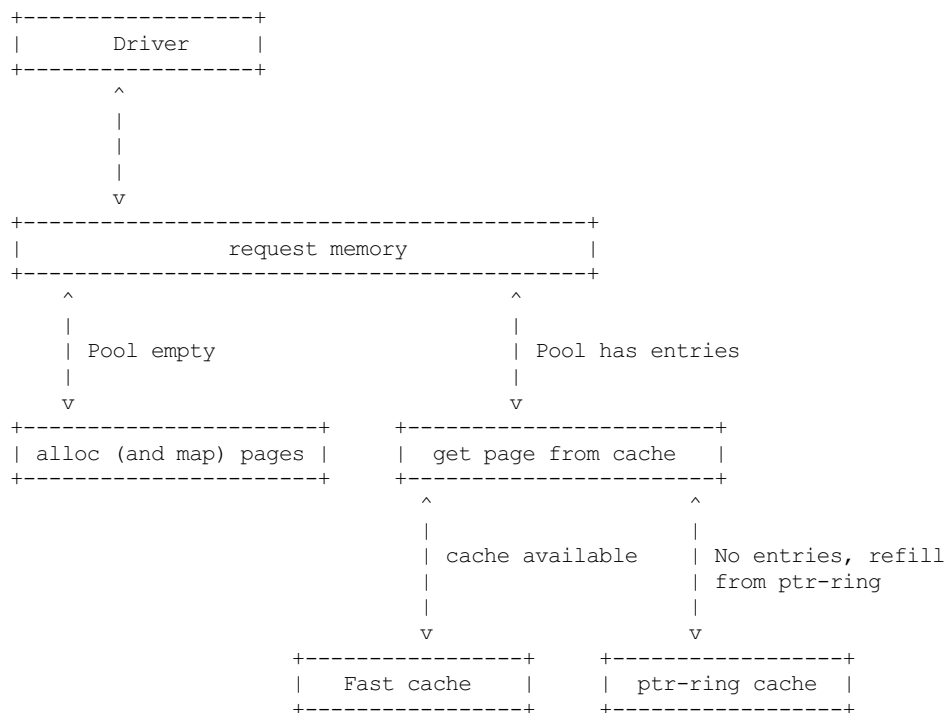 Driver
request memory
Pool empty
Pool has entries
alloc (and map) pages
get page from cache
cache available
No entries, refill
from ptr-ring
Fast cache
ptr-ring cache